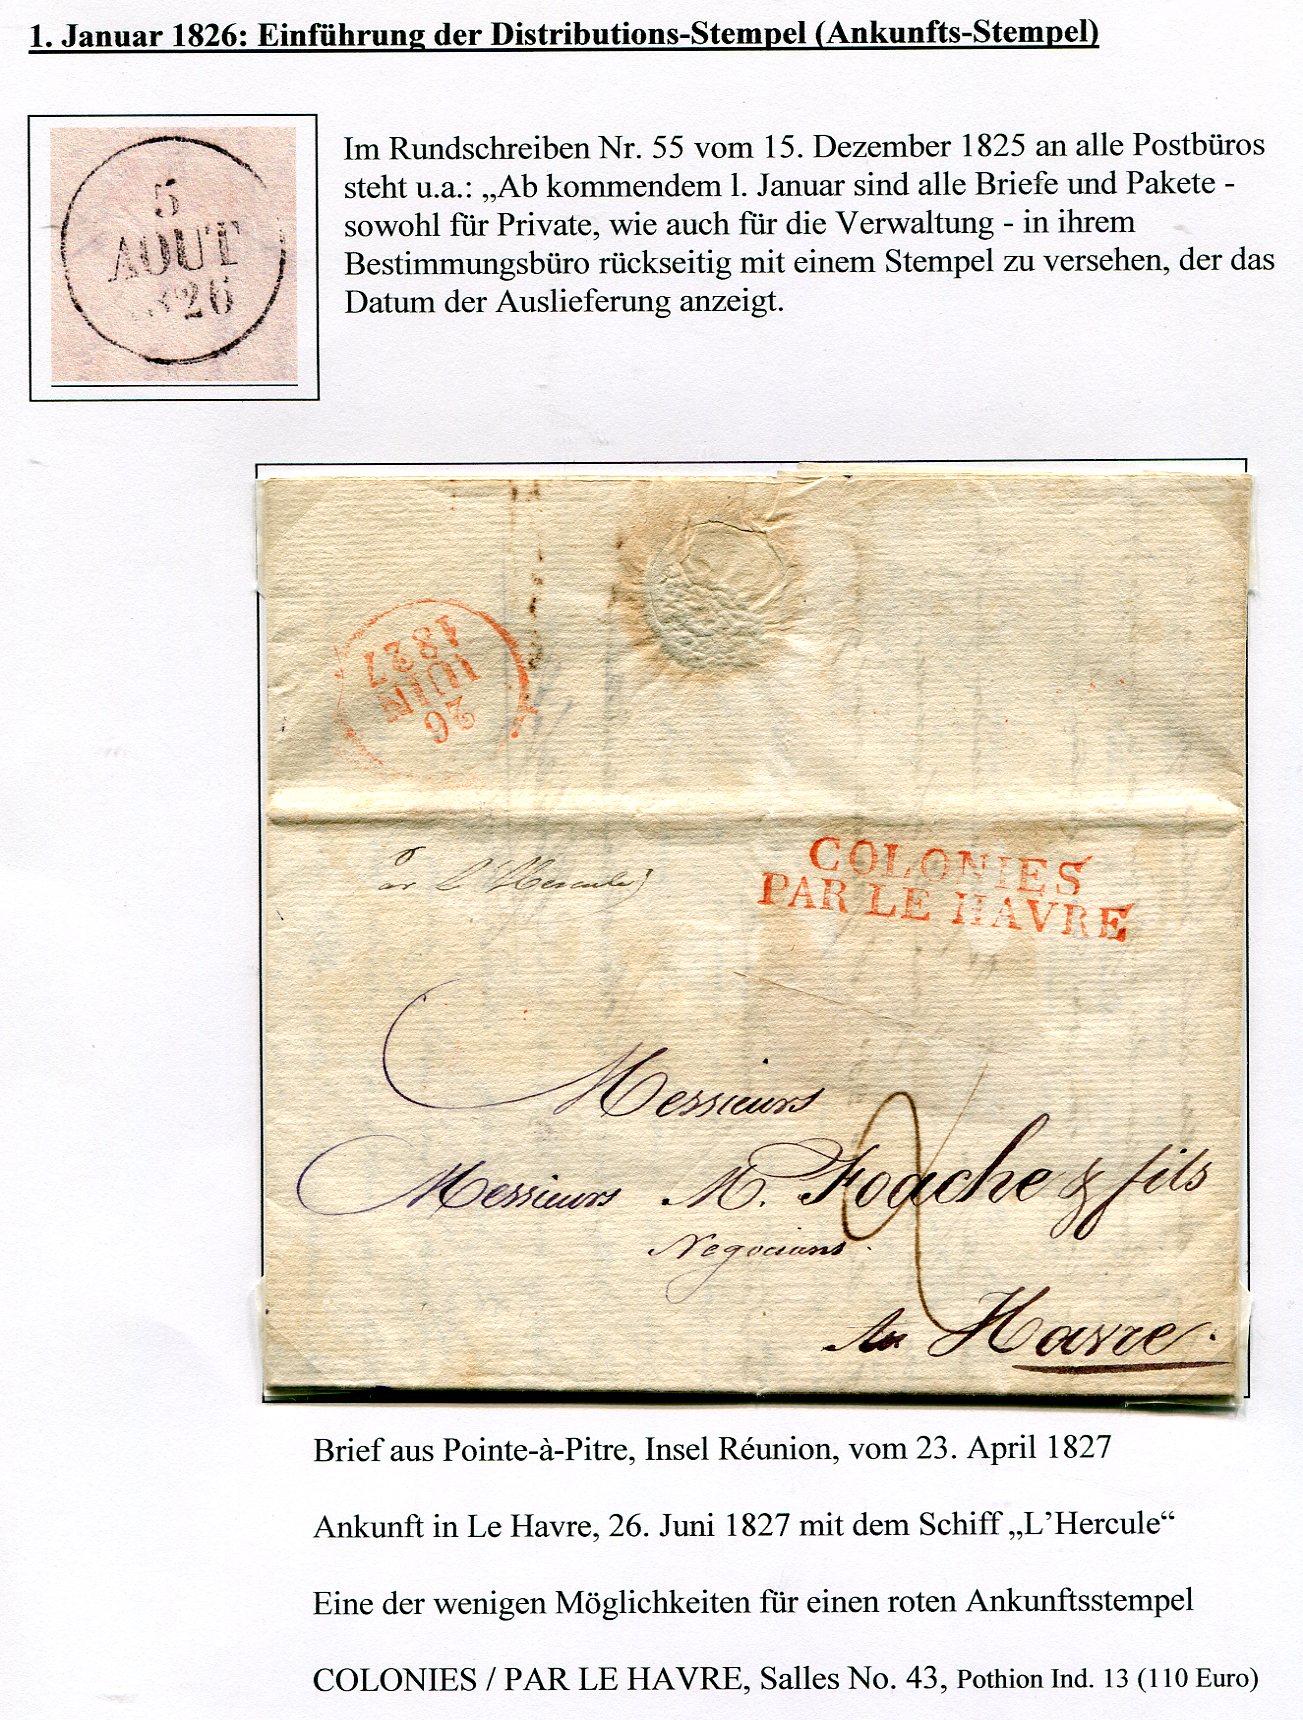 1. Januar 1826: Einführung der Distributions-Stempel (Ankunfts-Stempel)
5
AOUT
1826
Im Rundschreiben Nr. 55 vom 15. Dezember 1825 an alle Postbüros
steht u.a.: „Ab kommendem l. Januar sind alle Briefe und Pakete -
sowohl für Private, wie auch für die Verwaltung - in ihrem
Bestimmungsbüro rückseitig mit einem Stempel zu versehen, der das
Datum der Auslieferung anzeigt.
26
JUIN
1827
par l'Hercule
COLONIES
PAR LE HAVRE
Messieurs
Messieurs M. Foache & fils
Negocians
2
Au Havre
Brief aus Pointe-à-Pitre, Insel Réunion, vom 23. April 1827
Ankunft in Le Havre, 26. Juni 1827 mit dem Schiff „L’Hercule“
Eine der wenigen Möglichkeiten für einen roten Ankunftsstempel
COLONIES / PAR LE HAVRE, Salles No. 43, Pothion Ind. 13 (110 Euro)